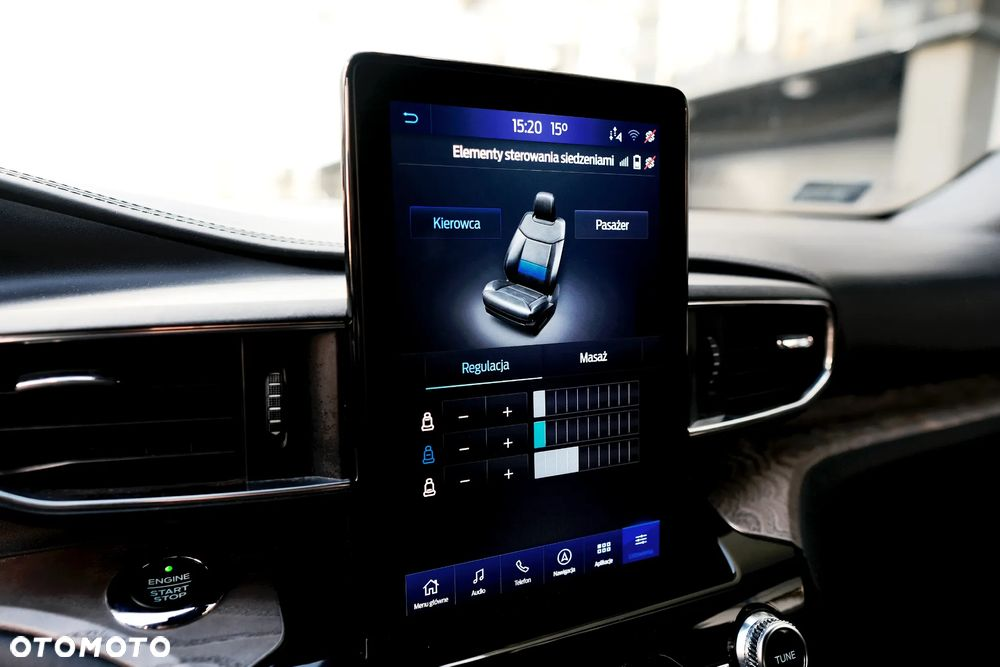 15:20 15º
Elementy sterowania siedzeniami
Kierowca
Pasażer
Regulacja
Masaż
− +
− +
− +
Menu główne
Audio
Telefon
Nawigacja
Aplikacje
ENGINE
START
STOP
TUNE
OTOMOTO